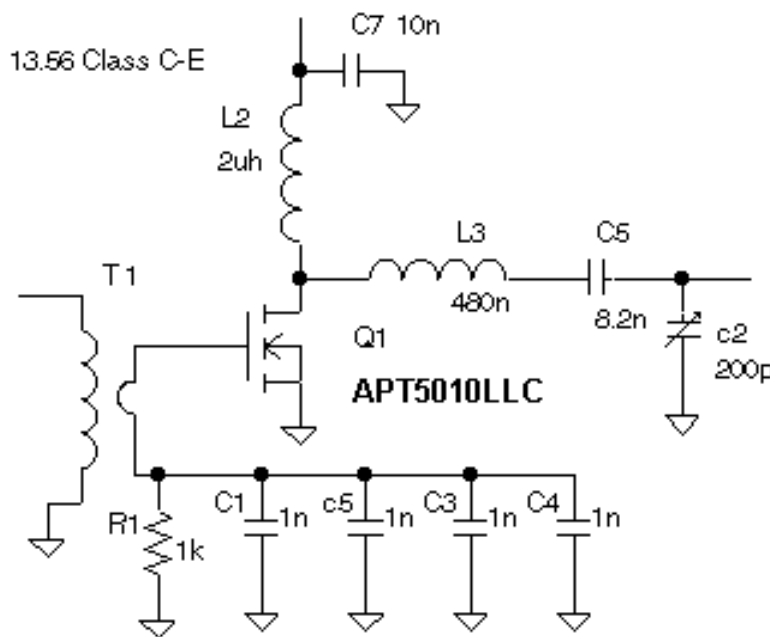 C7 10n
13.56 Class C-E
L2
2uh
L3
C5
T1
480n
8.2n
Q1
c2
200p
APT5010LLC
C1
1n
c5
1n
C3
1n
C4
1n
R1
1k